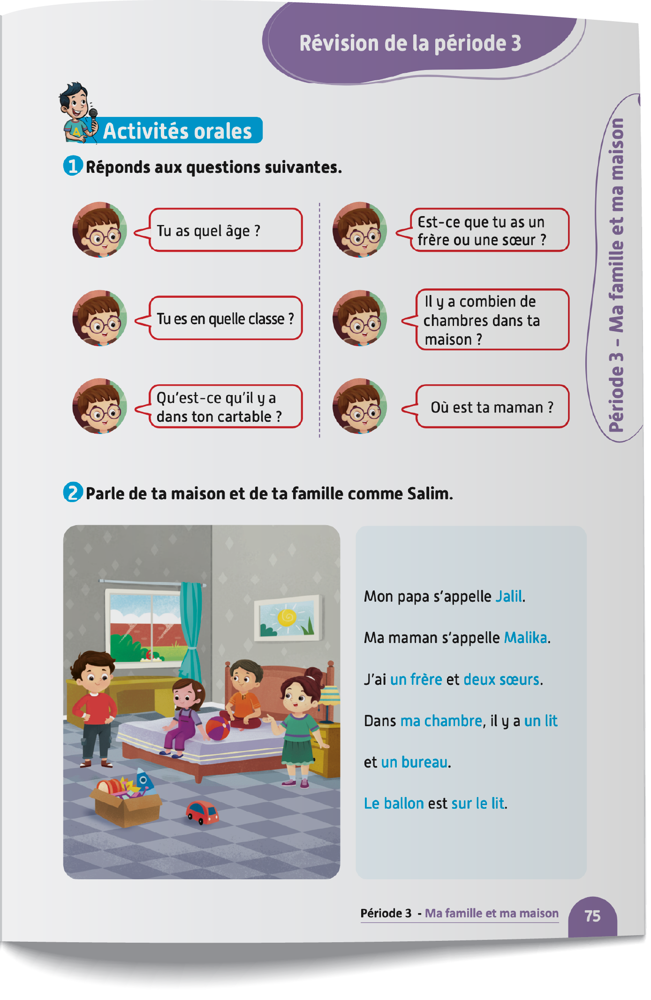 Révision de la période 3
Activités orales
1 Réponds aux questions suivantes.
Tu as quel âge ?
Est-ce que tu as un
frère ou une sœur ?
Tu es en quelle classe ?
Il y a combien de
chambres dans ta
maison ?
Qu'est-ce qu'il y a
dans ton cartable ?
Où est ta maman ?
2 Parle de ta maison et de ta famille comme Salim.
Mon papa s'appelle Jalil.
Ma maman s'appelle Malika.
J'ai un frère et deux sœurs.
Dans ma chambre, il y a un lit
et un bureau.
Le ballon est sur le lit.
Période 3 – Ma famille et ma maison
Période 3 - Ma famille et ma maison
75
A